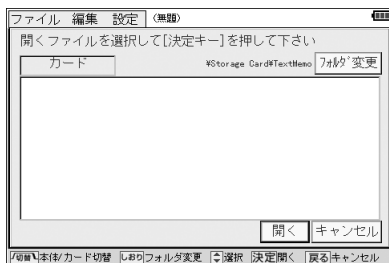 ファイル 編集 設定 (無題)
開くファイルを選択して[決定キー]を押して下さい
カード ¥Storage Card¥TextMemo ﾌｫﾙﾀﾞ変更
開く キャンセル
切替 本体/カード切替 しおり フォルダ変更 選択 決定 開く 戻る キャンセル